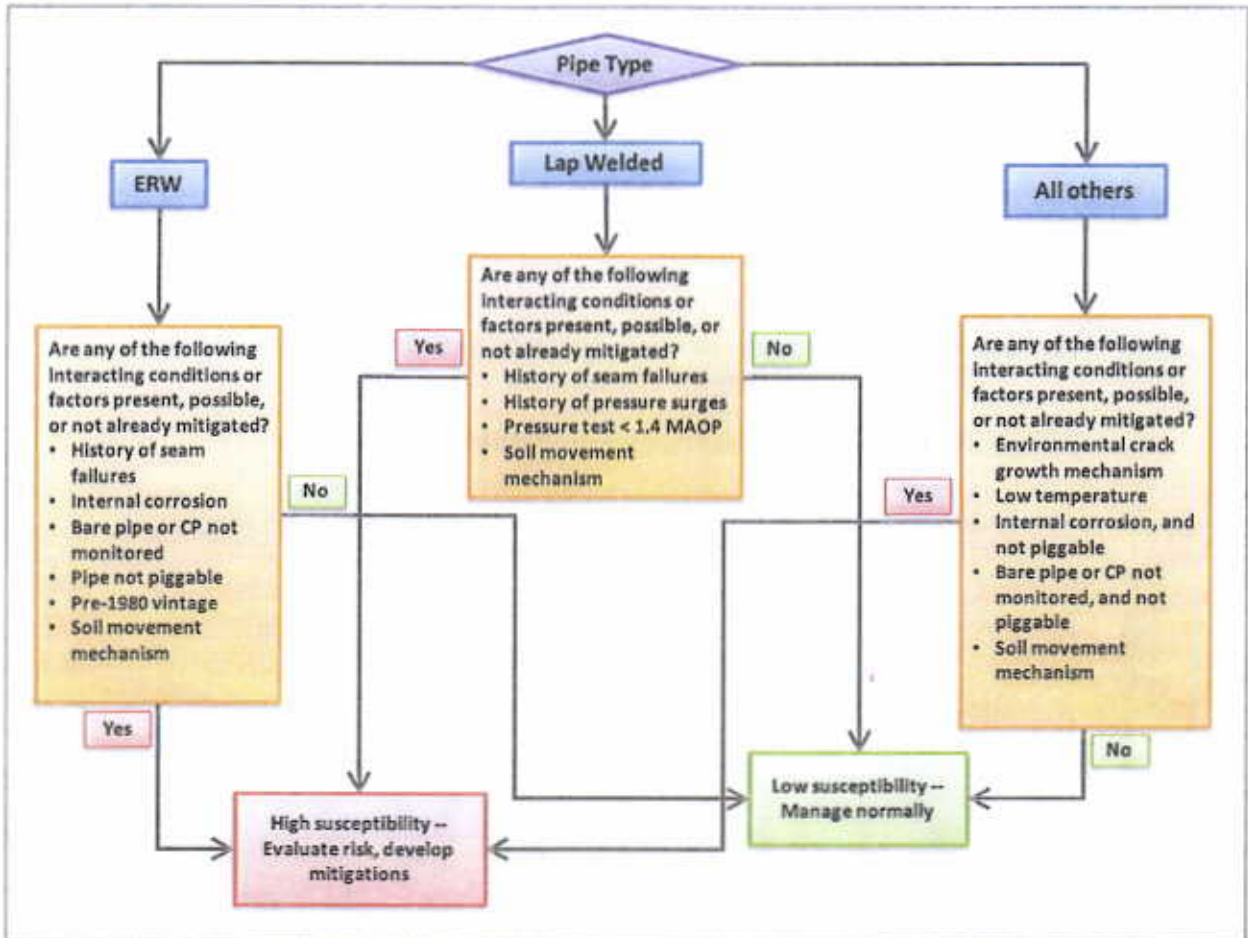 Pipe Type
ERW
Lap Welded
All others
Are any of the following
interacting conditions or
factors present, possible,
or not already mitigated?
• History of seam
failures
• Internal corrosion
• Bare pipe or CP not
monitored
• Pipe not piggable
• Pre-1980 vintage
• Soil movement
mechanism
Yes
No
Are any of the following
interacting conditions or
factors present, possible, or
not already mitigated?
• History of seam failures
• History of pressure surges
• Pressure test < 1.4 MAOP
• Soil movement
mechanism
Yes
No
Are any of the following
interacting conditions or
factors present, possible,
or not already mitigated?
• Environmental crack
growth mechanism
• Low temperature
• Internal corrosion, and
not piggable
• Bare pipe or CP not
monitored, and not
piggable
• Soil movement
mechanism
Yes
No
High susceptibility --
Evaluate risk, develop
mitigations
Low susceptibility --
Manage normally